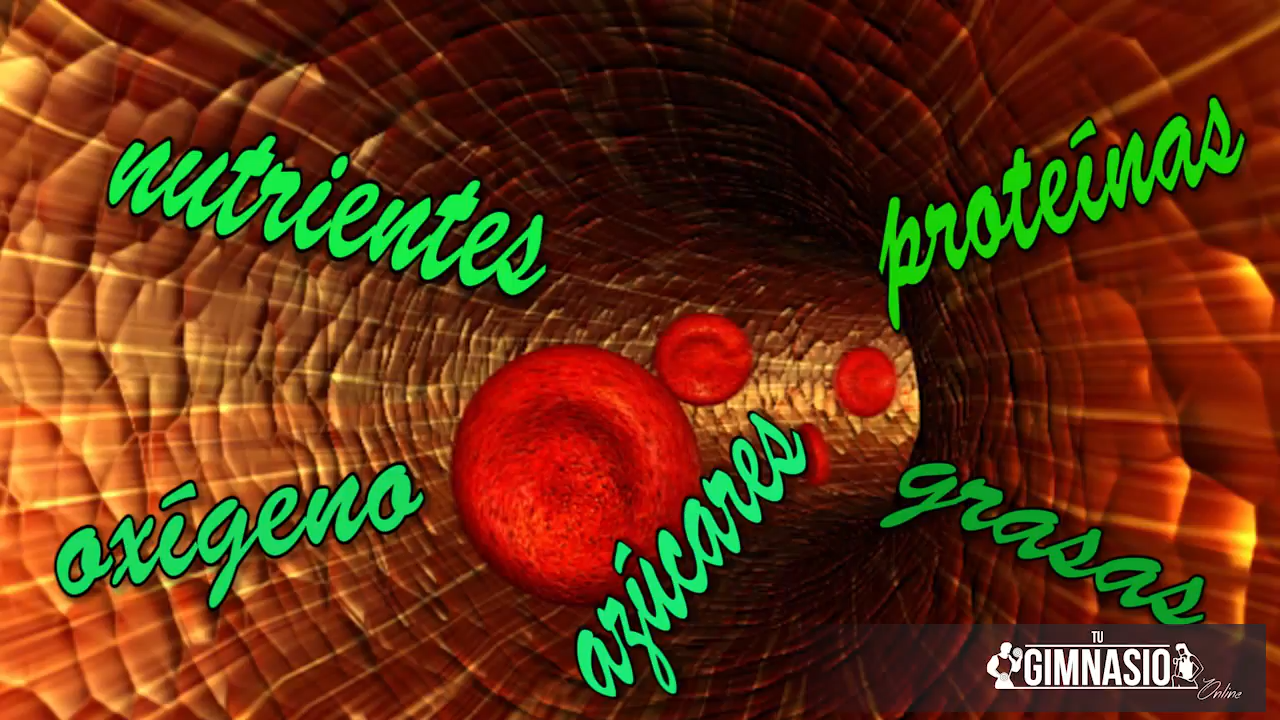 nutrientes
proteínas
oxígeno
azúcares
grasas
TU
GIMNASIO
Online